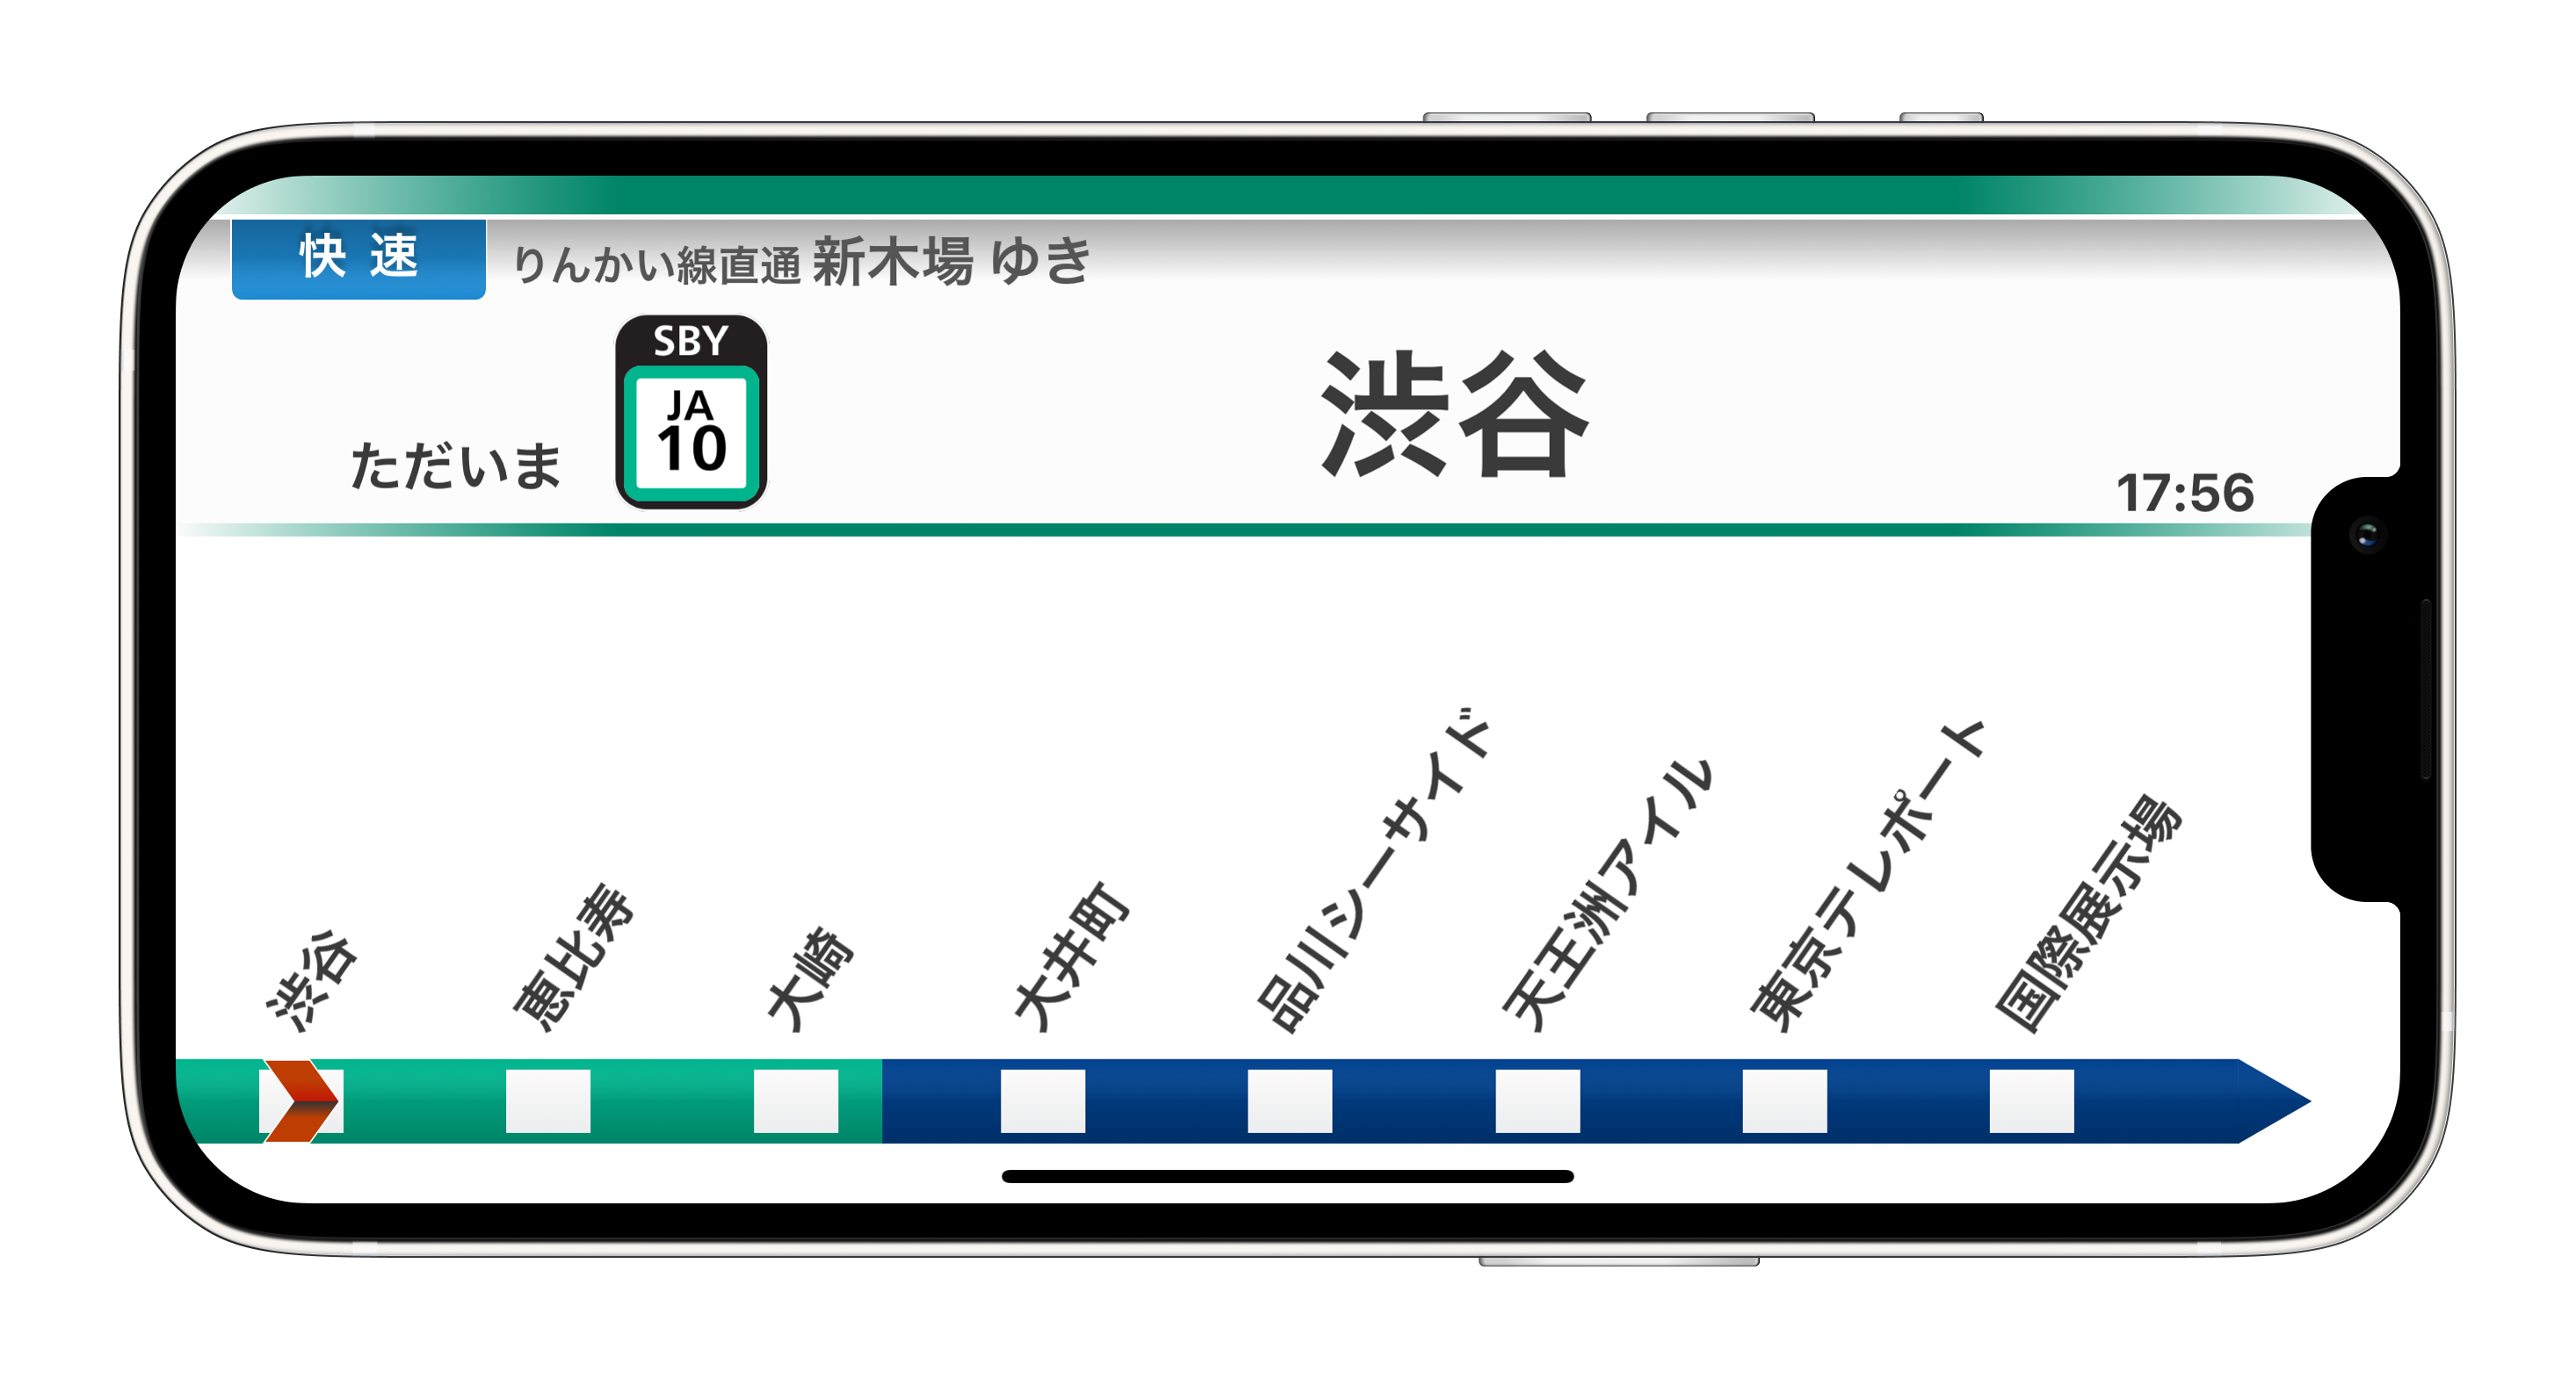 快速
りんかい線直通 新木場 ゆき
SBY
JA
10
ただいま
渋谷
17:56
渋谷
恵比寿
大崎
大井町
品川シーサイド
天王洲アイル
東京テレポート
国際展示場